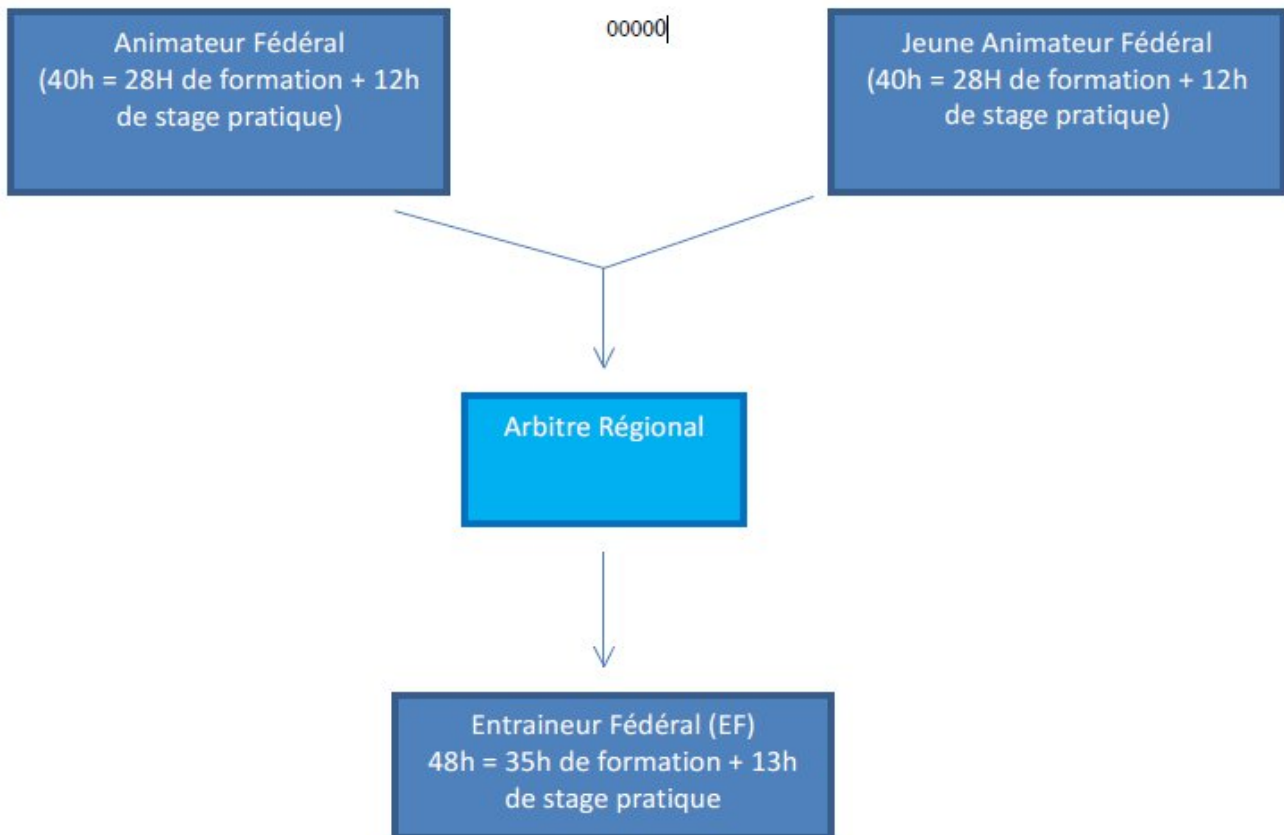 Animateur Fédéral
(40h = 28H de formation + 12h
de stage pratique)
00000
Jeune Animateur Fédéral
(40h = 28H de formation + 12h
de stage pratique)
Arbitre Régional
Entraineur Fédéral (EF)
48h = 35h de formation + 13h
de stage pratique